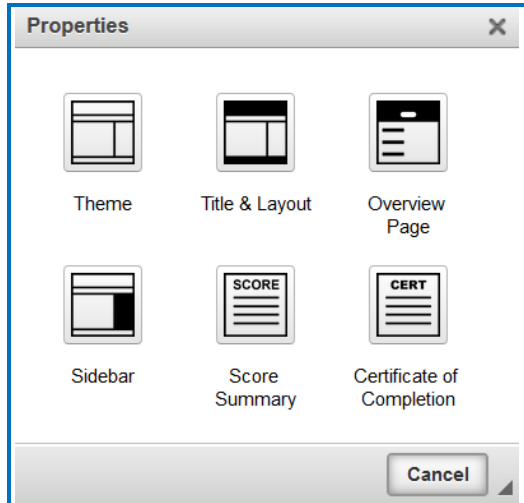 Properties
Theme
Title & Layout
Overview
Page
SCORE
CERT
Sidebar
Score
Summary
Certificate of
Completion
Cancel